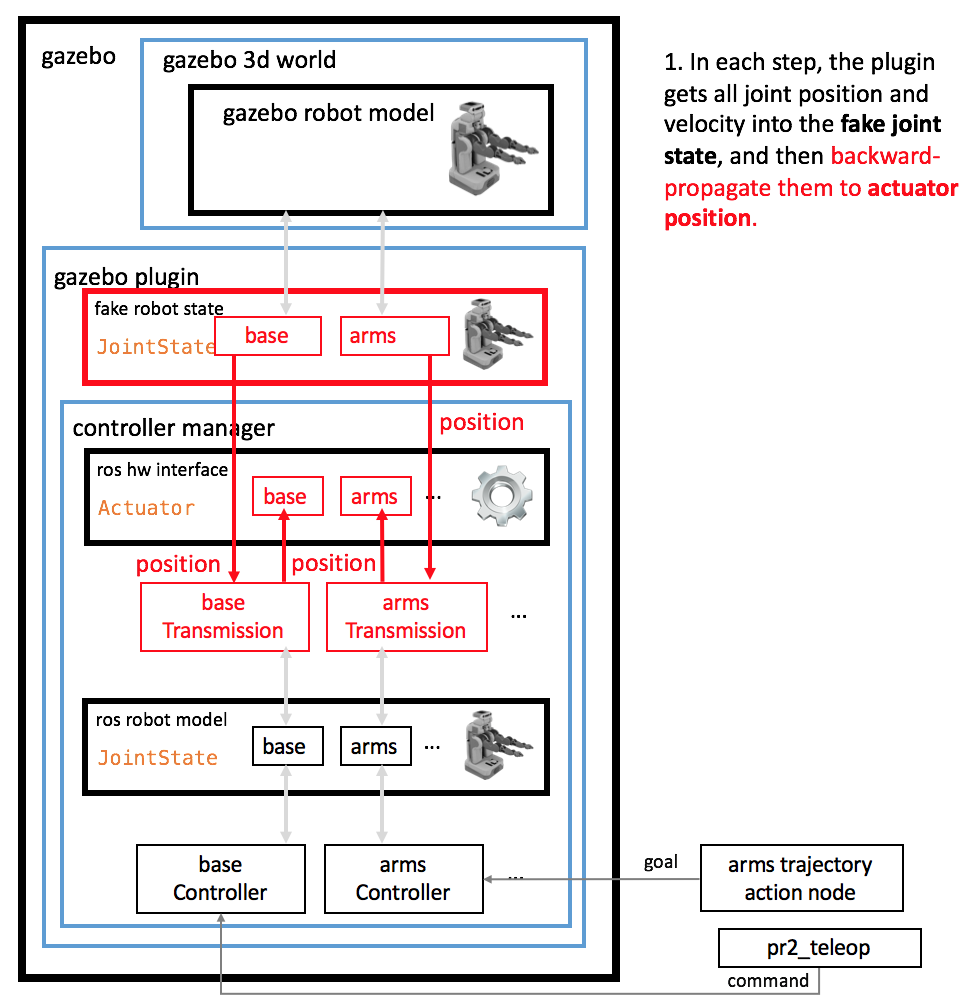 gazebo
gazebo 3d world
gazebo robot model
1. In each step, the plugin
gets all joint position and
velocity into the fake joint
state, and then backward-
propagate them to actuator
position.
gazebo plugin
fake robot state
JointState
base
arms
position
controller manager
ros hw interface
Actuator
base
arms
...
position
position
base
Transmission
arms
Transmission
...
ros robot model
JointState
base
arms
...
base
Controller
arms
Controller
...
goal
arms trajectory
action node
pr2_teleop
command